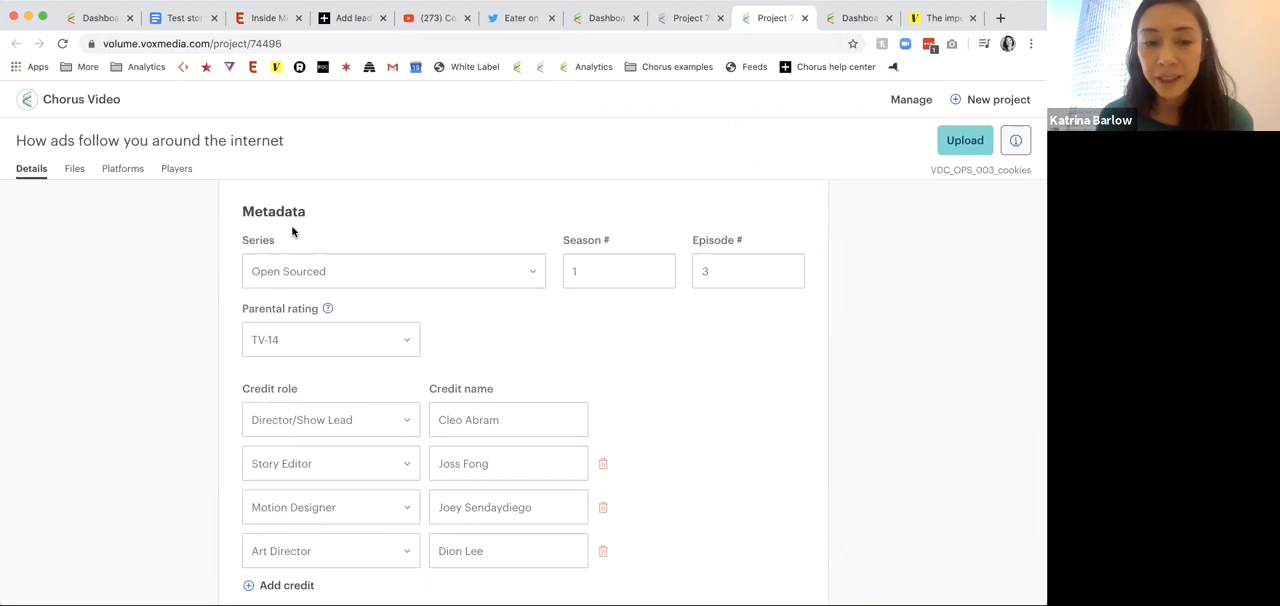 Dashboa
Test sto
Inside M
Add lead
(273) Co
Eater on
Dashboa
Project 7
Project 7
Dashboa
The imp
volume.voxmedia.com/project/74496
1
Apps
More
Analytics
19
White Label
Analytics
Chorus examples
Feeds
Chorus help center
Chorus Video
Manage
New project
Katrina Barlow
How ads follow you around the internet
Upload
Details
Files
Platforms
Players
VDC_OPS_003_cookies
Metadata
Series
Season #
Episode #
Open Sourced
1
3
Parental rating
TV-14
Credit role
Credit name
Director/Show Lead
Cleo Abram
Story Editor
Joss Fong
Motion Designer
Joey Sendaydiego
Art Director
Dion Lee
Add credit